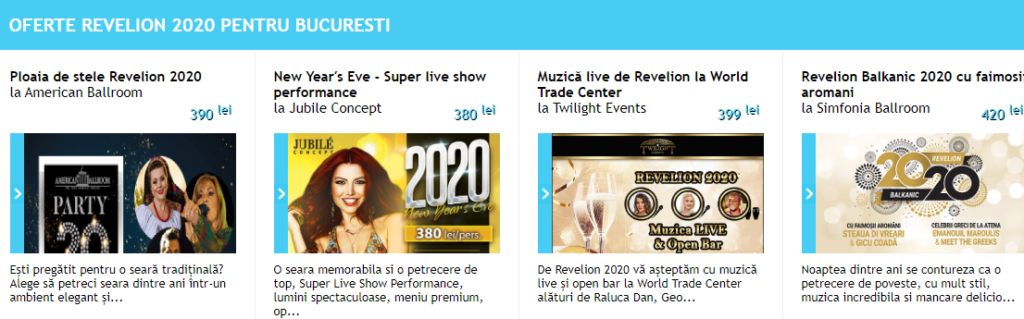 OFERTE REVELION 2020 PENTRU BUCURESTI
Ploaia de stele Revelion 2020
la American Ballroom
390 lei
AMERICAN BALLROOM
PARTY
20
Ești pregătit pentru o seară tradiținală?
Alege să petreci seara dintre ani într-un
ambient elegant și...
New Year's Eve - Super live show
performance
la Jubile Concept
380 lei
JUBILÉ
CONCEPT
2020
New Year's Eve
380 lei/pers.
O seara memorabila si o petrecere de
top, Super Live Show Performance,
lumini spectaculoase, meniu premium,
op...
Muzică live de Revelion la World
Trade Center
la Twilight Events
399 lei
TWILIGHT
REVELION 2020
Muzica LIVE
& Open Bar
De Revelion 2020 vă așteptăm cu muzică
live și open bar la World Trade Center
alături de Raluca Dan, Geo...
Revelion Balkanic 2020 cu faimosi
aromani
la Simfonia Ballroom
420 lei
REVELION
2020
BALKANIC
CU FAIMOȘII AROMÂNI
STEAUA DI VREARI
& GICU COADĂ
CELEBRII GRECI DE LA ATENA
EMANOUIL MAROULIS
& MEET THE GREEKS
Noaptea dintre ani se contureza ca o
petrecere de poveste, cu mult stil,
muzica incredibila si mancare delicio...